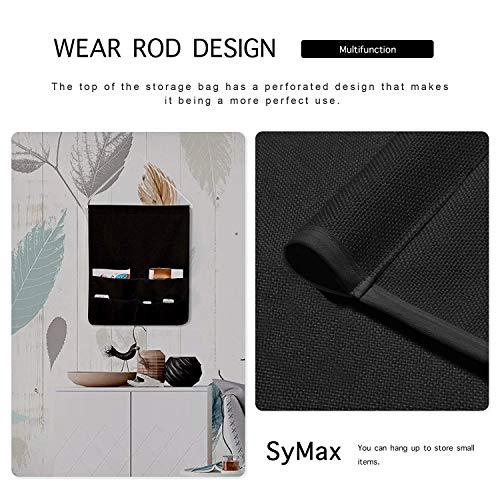 WEAR ROD DESIGN
Multifunction
The top of the storage bag has a perforated design that makes
it being a more perfect use.
SyMax
You can hang up to store small
items.